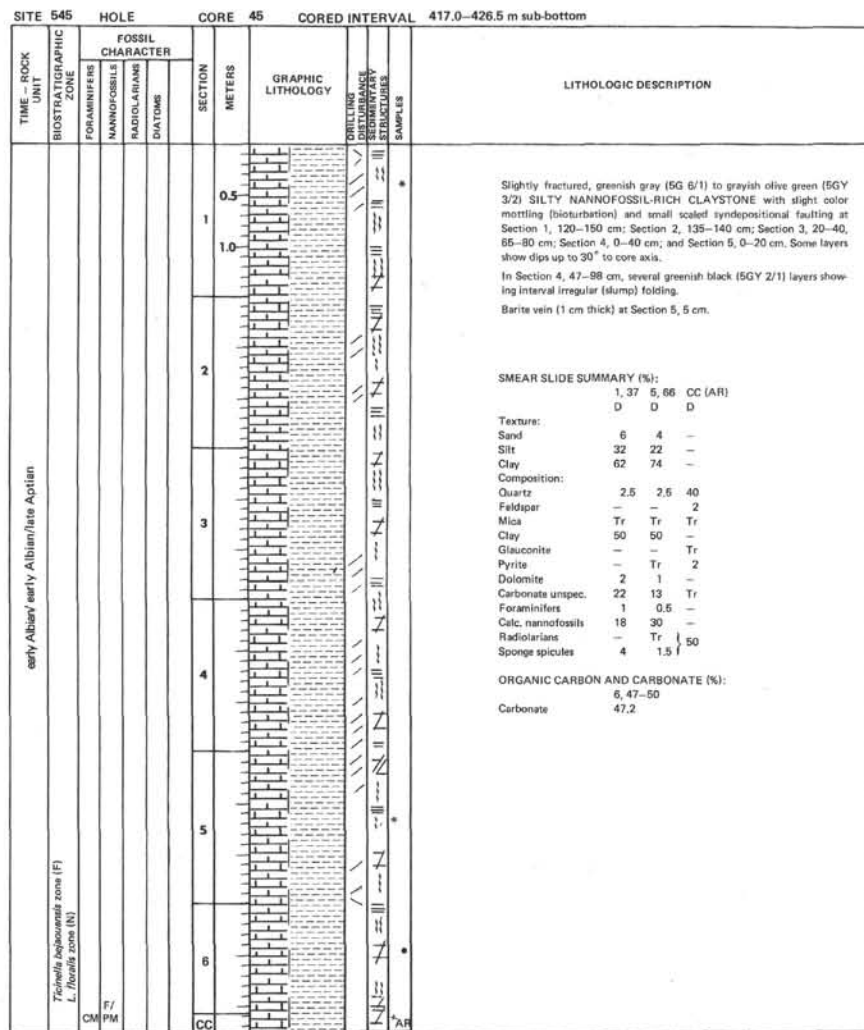 SITE 545 HOLE CORE 45 CORED INTERVAL 417.0–426.5 m sub-bottom
TIME – ROCK UNIT
BIOSTRATIGRAPHIC ZONE
FOSSIL CHARACTER
FORAMINIFERS
NANNOFOSSILS
RADIOLARIANS
DIATOMS
SECTION
METERS
GRAPHIC LITHOLOGY
DRILLING DISTURBANCE
SEDIMENTARY STRUCTURES
SAMPLES
LITHOLOGIC DESCRIPTION
early Albian/ early Albian/late Aptian
Ticinella bejaouensis zone (F)
L. floralis zone (N)
CM
F/
PM
0.5
1
1.0
2
3
4
5
6
CC
*
*
*
*AR
Slightly fractured, greenish gray (5G 6/1) to grayish olive green (5GY
3/2) SILTY NANNOFOSSIL-RICH CLAYSTONE with slight color
mottling (bioturbation) and small scaled syndepositional faulting at
Section 1, 120–150 cm; Section 2, 135–140 cm; Section 3, 20–40,
65–80 cm; Section 4, 0–40 cm; and Section 5, 0–20 cm. Some layers
show dips up to 30° to core axis.
In Section 4, 47–98 cm, several greenish black (5GY 2/1) layers show-
ing interval irregular (slump) folding.
Barite vein (1 cm thick) at Section 5, 5 cm.
SMEAR SLIDE SUMMARY (%):
1, 37 5, 66 CC (AR)
D D D
Texture:
Sand 6 4 –
Silt 32 22 –
Clay 62 74 –
Composition:
Quartz 2.5 2.5 40
Feldspar – – 2
Mica Tr Tr Tr
Clay 50 50 –
Glauconite – – Tr
Pyrite – Tr 2
Dolomite 2 1 –
Carbonate unspec. 22 13 Tr
Foraminifers 1 0.5 –
Calc. nannofossils 18 30 –
Radiolarians – Tr } 50
Sponge spicules 4 1.5
ORGANIC CARBON AND CARBONATE (%):
6, 47–50
Carbonate 47.2